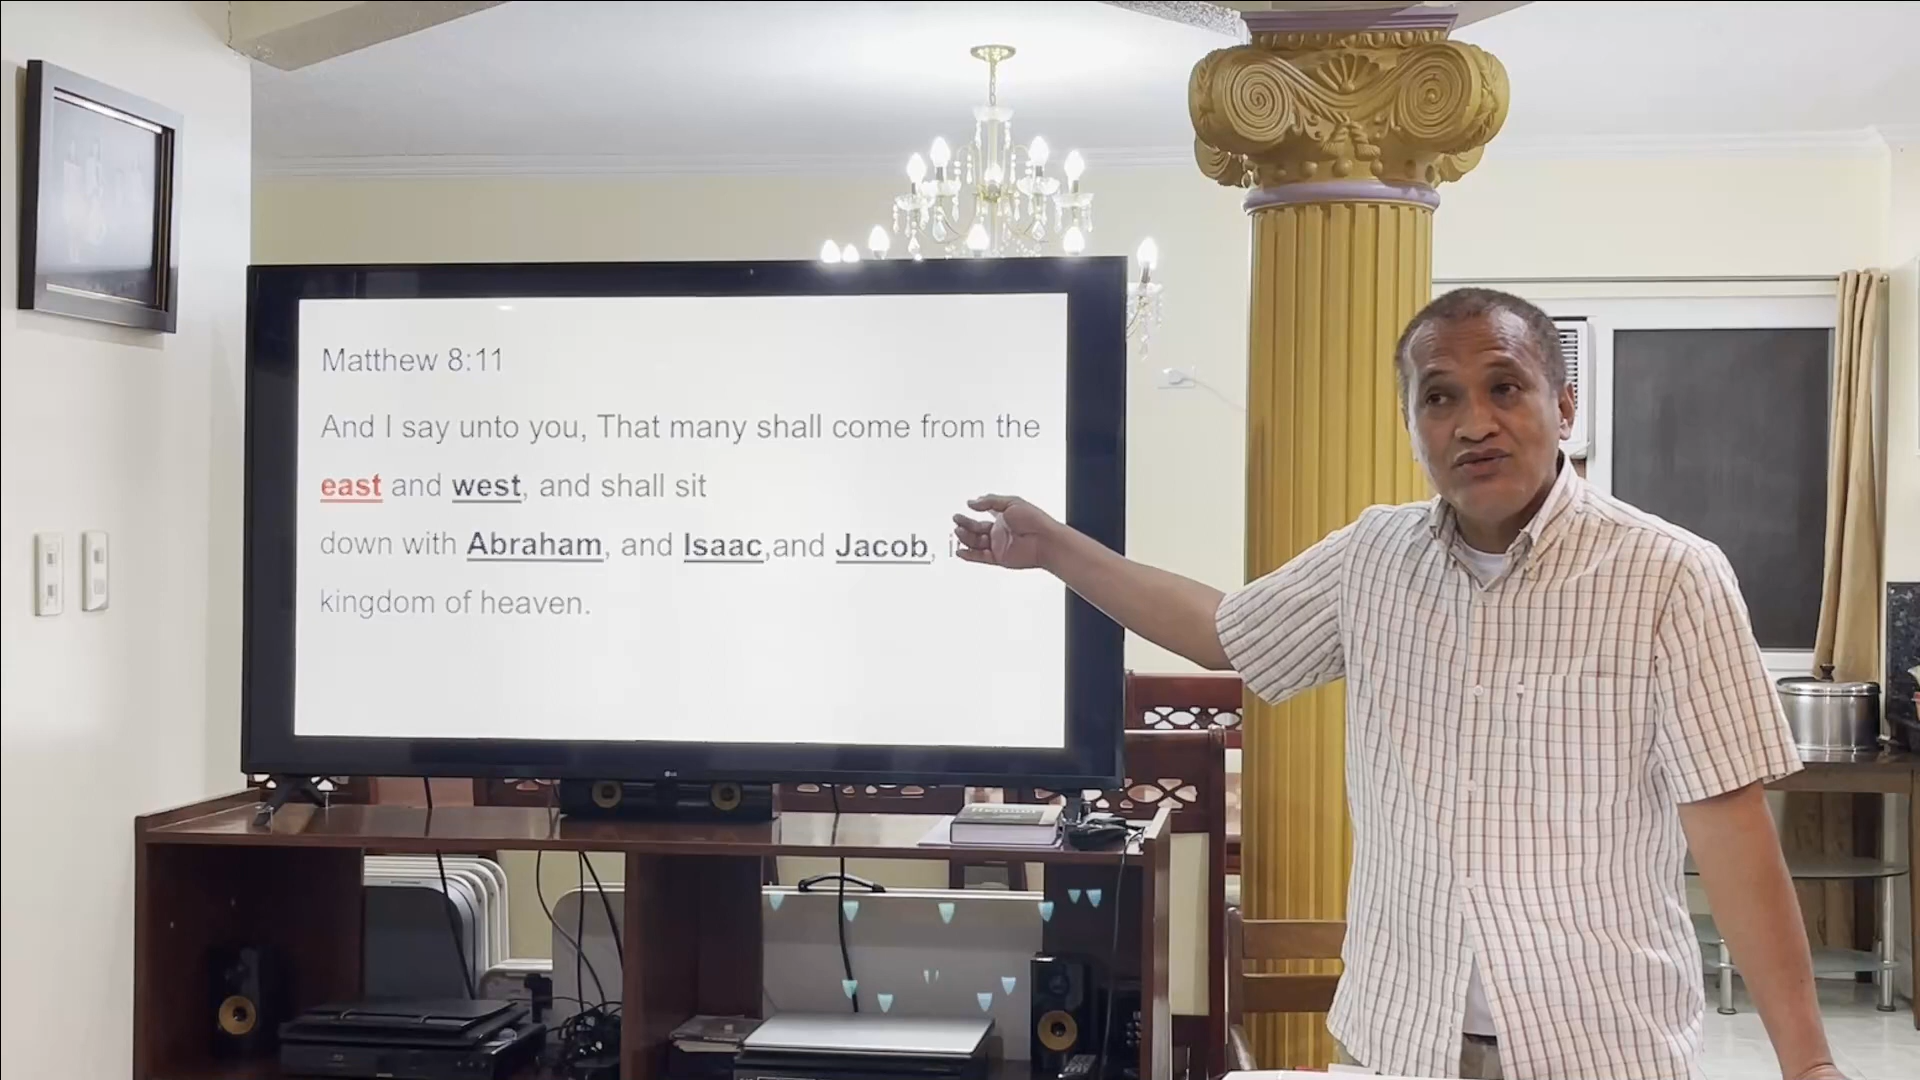 Matthew 8:11
And I say unto you, That many shall come from the
east and west, and shall sit
down with Abraham, and Isaac,and Jacob,
kingdom of heaven.
LG